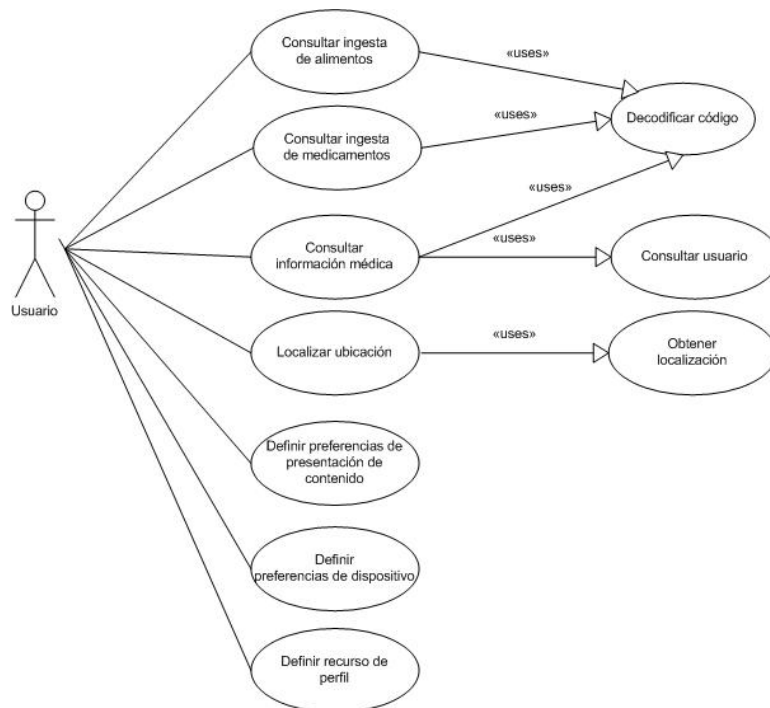 Consultar ingesta
de alimentos
«uses»
Decodificar código
Consultar ingesta
de medicamentos
«uses»
«uses»
Consultar
información médica
«uses»
Consultar usuario
Usuario
Localizar ubicación
«uses»
Obtener
localización
Definir preferencias de
presentación de
contenido
Definir
preferencias de dispositivo
Definir recurso de
perfil